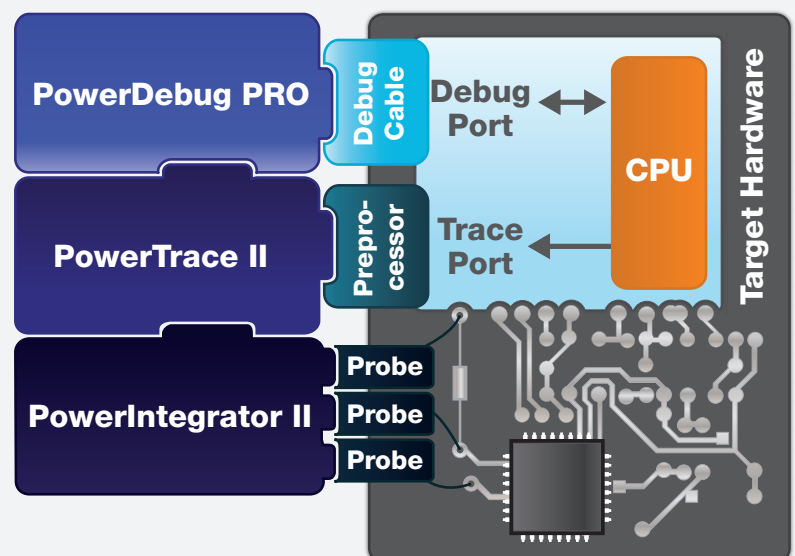 PowerDebug PRO
Debug
Cable
Debug
Port
CPU
Target Hardware
PowerTrace II
Prepro-
cessor
Trace
Port
PowerIntegrator II
Probe
Probe
Probe